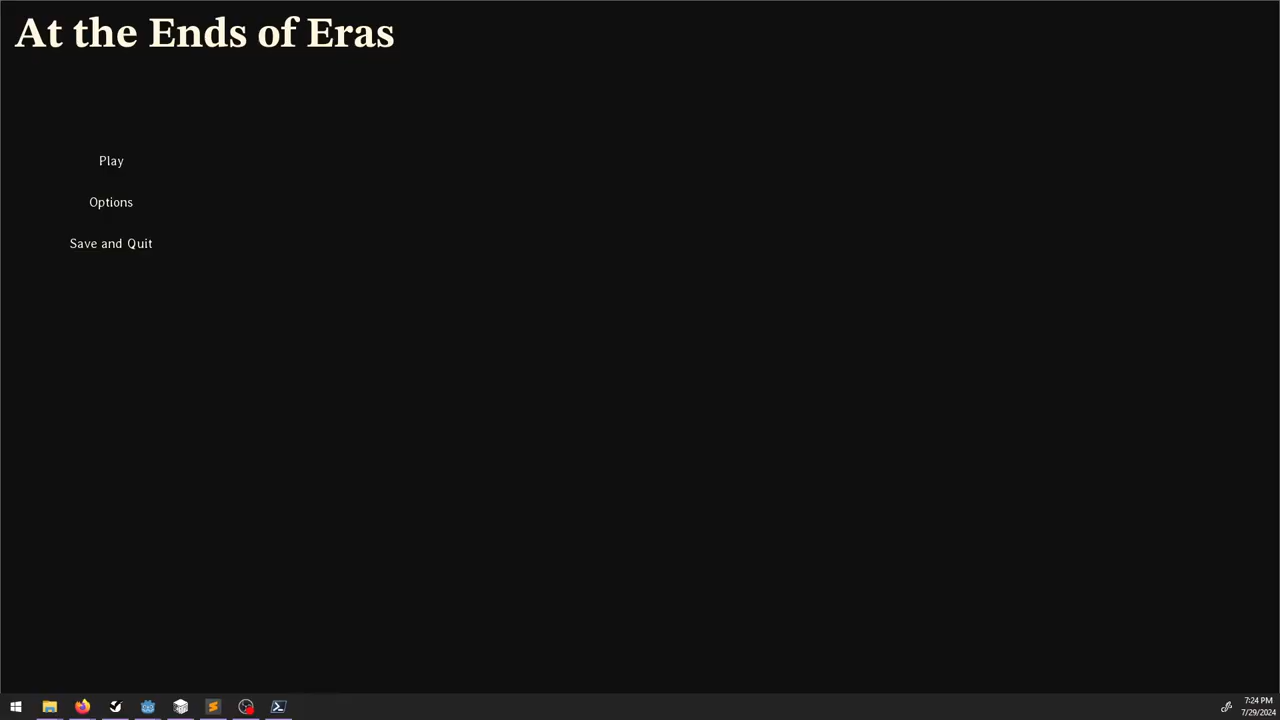 At the Ends of Eras
Play
Options
Save and Quit
7:24 PM
7/29/2024